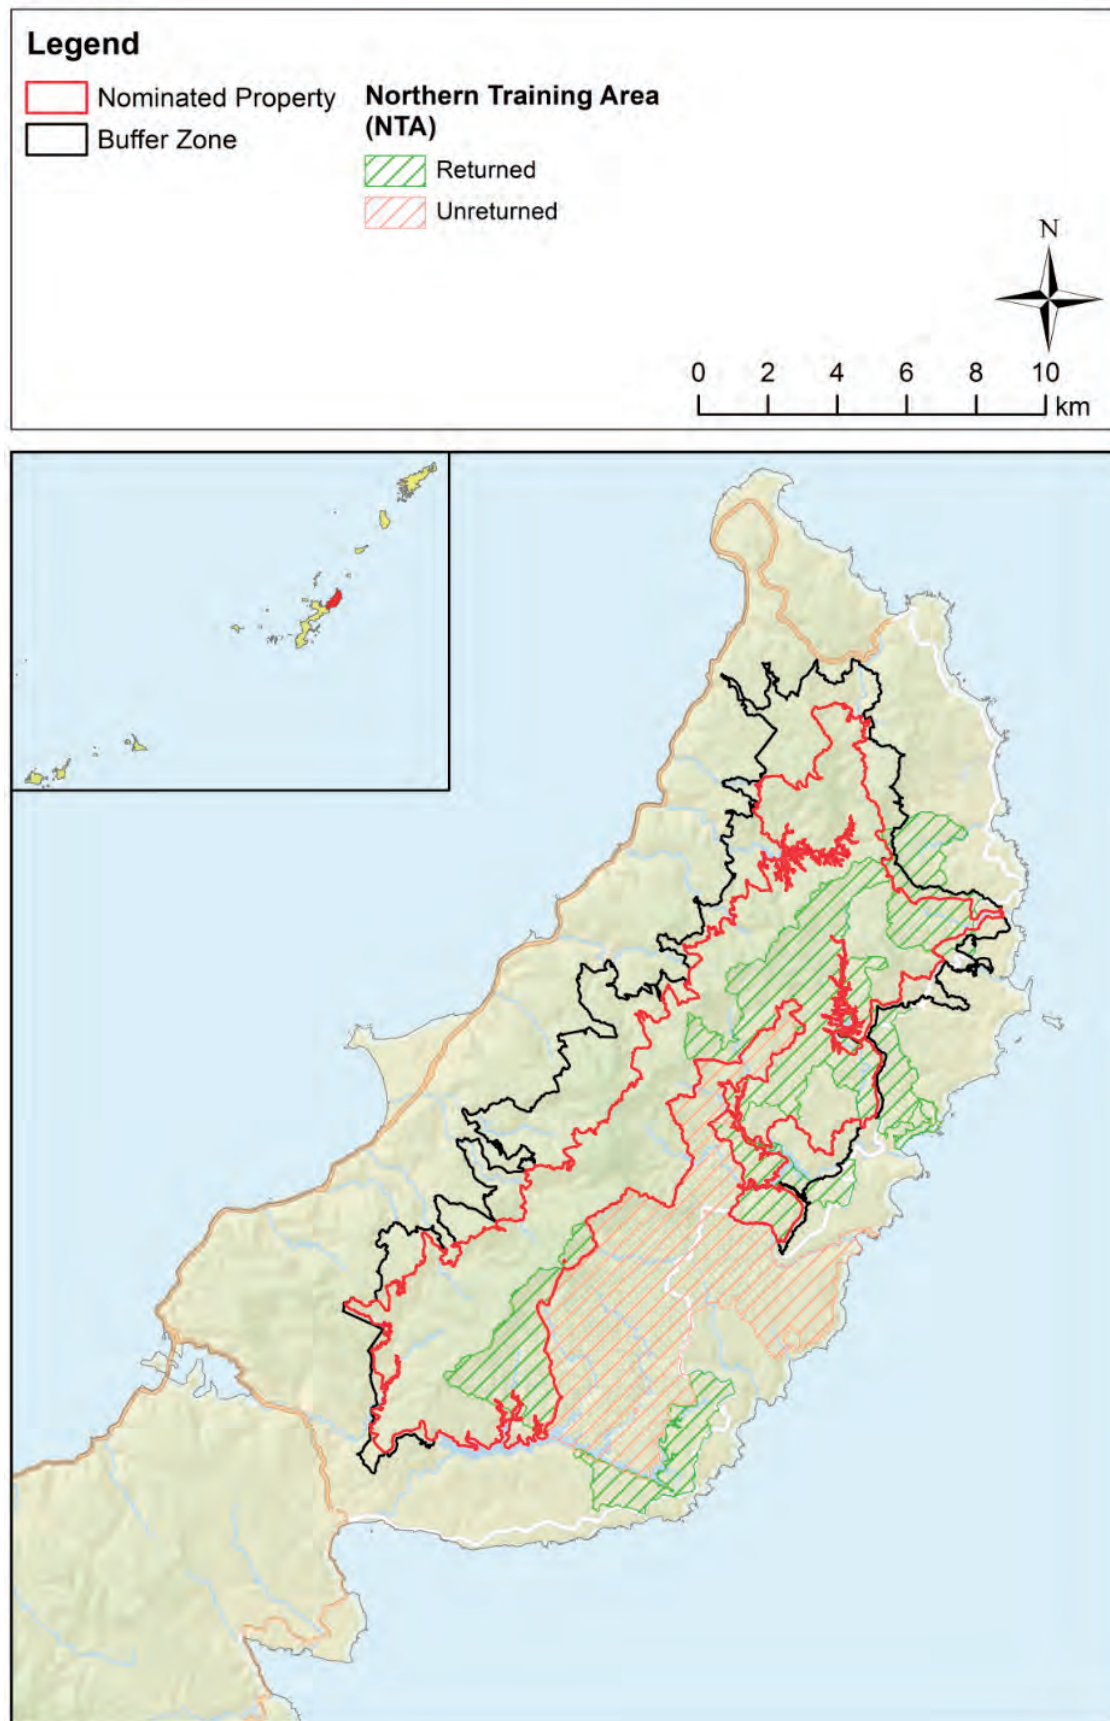 Legend
Nominated Property
Buffer Zone
Northern Training Area
(NTA)
Returned
Unreturned
N
0 2 4 6 8 10
km